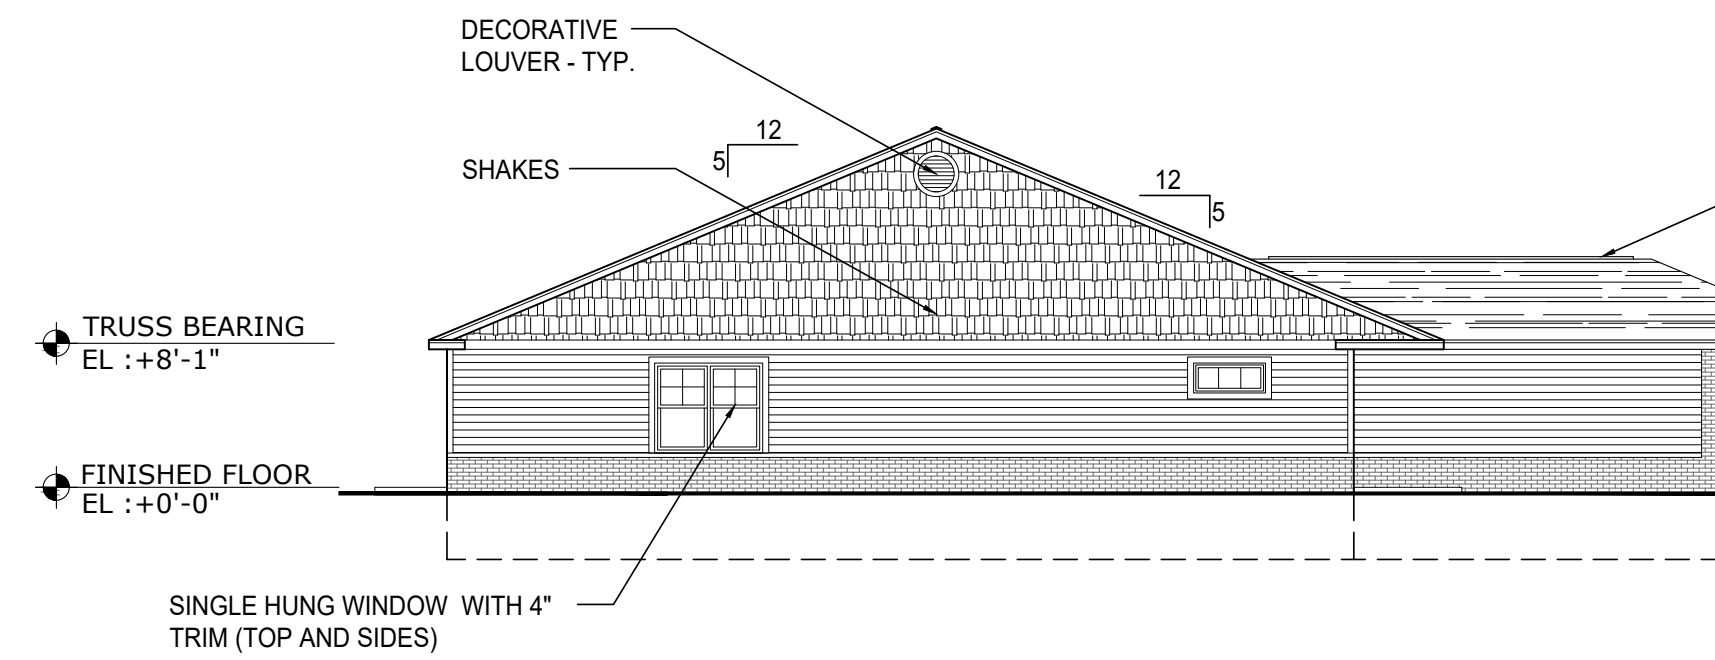 DECORATIVE
LOUVER - TYP.
12
5
SHAKES
12
5
TRUSS BEARING
EL :+8'-1"
FINISHED FLOOR
EL :+0'-0"
SINGLE HUNG WINDOW WITH 4"
TRIM (TOP AND SIDES)